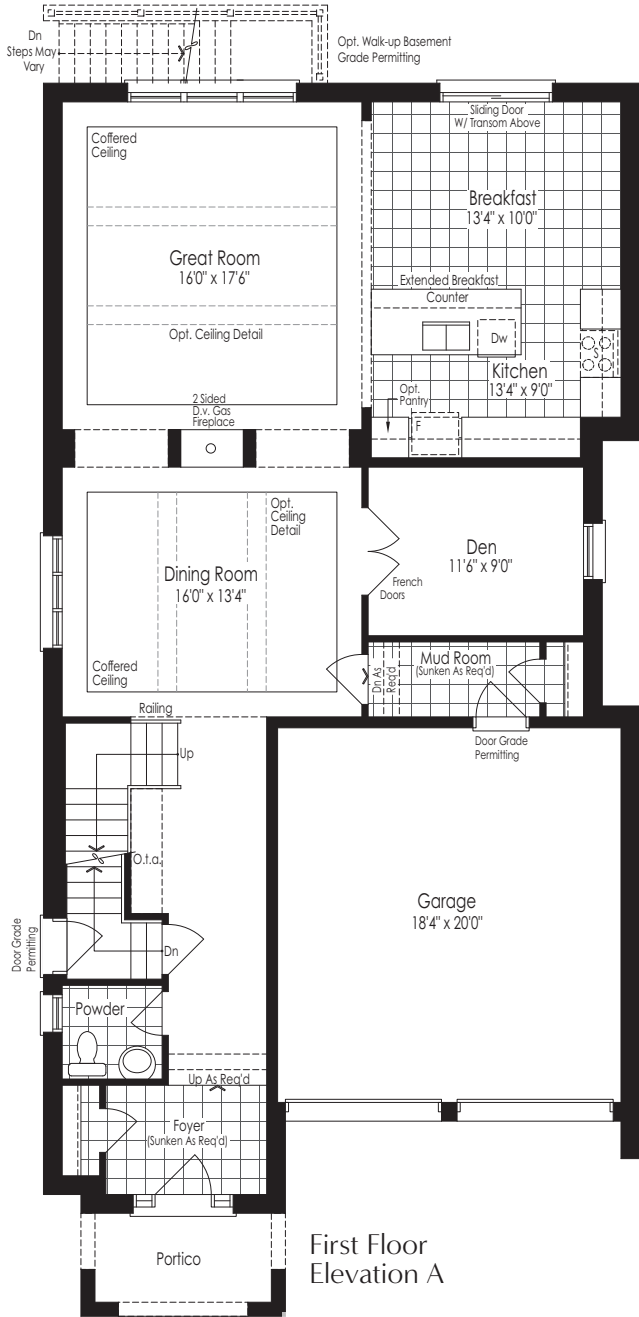 Dn
Steps May
Vary
Opt. Walk-up Basement
Grade Permitting
Sliding Door
W/ Transom Above
Coffered
Ceiling
Breakfast
13'4" x 10'0"
Great Room
16'0" x 17'6"
Extended Breakfast
Counter
Opt. Ceiling Detail
Dw
S
Kitchen
13'4" x 9'0"
Opt.
Pantry
F
2 Sided
D.v. Gas
Fireplace
Opt.
Ceiling
Detail
Den
11'6" x 9'0"
French
Doors
Dining Room
16'0" x 13'4"
Coffered
Ceiling
Mud Room
(Sunken As Req'd)
Dn As
Req'd
Railing
Door Grade
Permitting
Up
O.t.a.
Garage
18'4" x 20'0"
Door Grade
Permitting
Dn
Powder
Up As Req'd
Foyer
(Sunken As Req'd)
Portico
First Floor
Elevation A